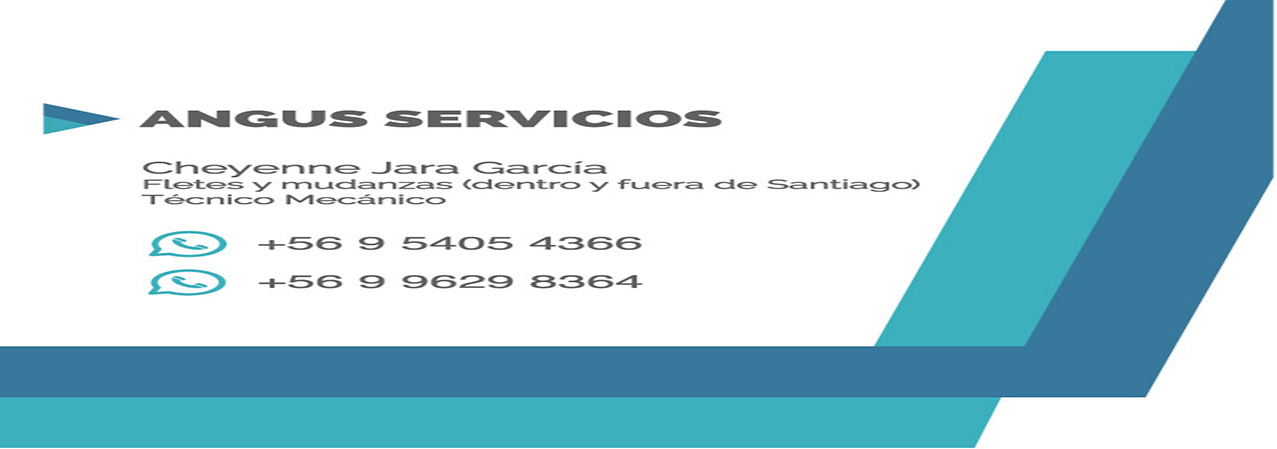 ANGUS SERVICIOS
Cheyenne Jara García
Fletes y mudanzas (dentro y fuera de Santiago)
Técnico Mecánico
+56 9 5405 4366
+56 9 9629 8364